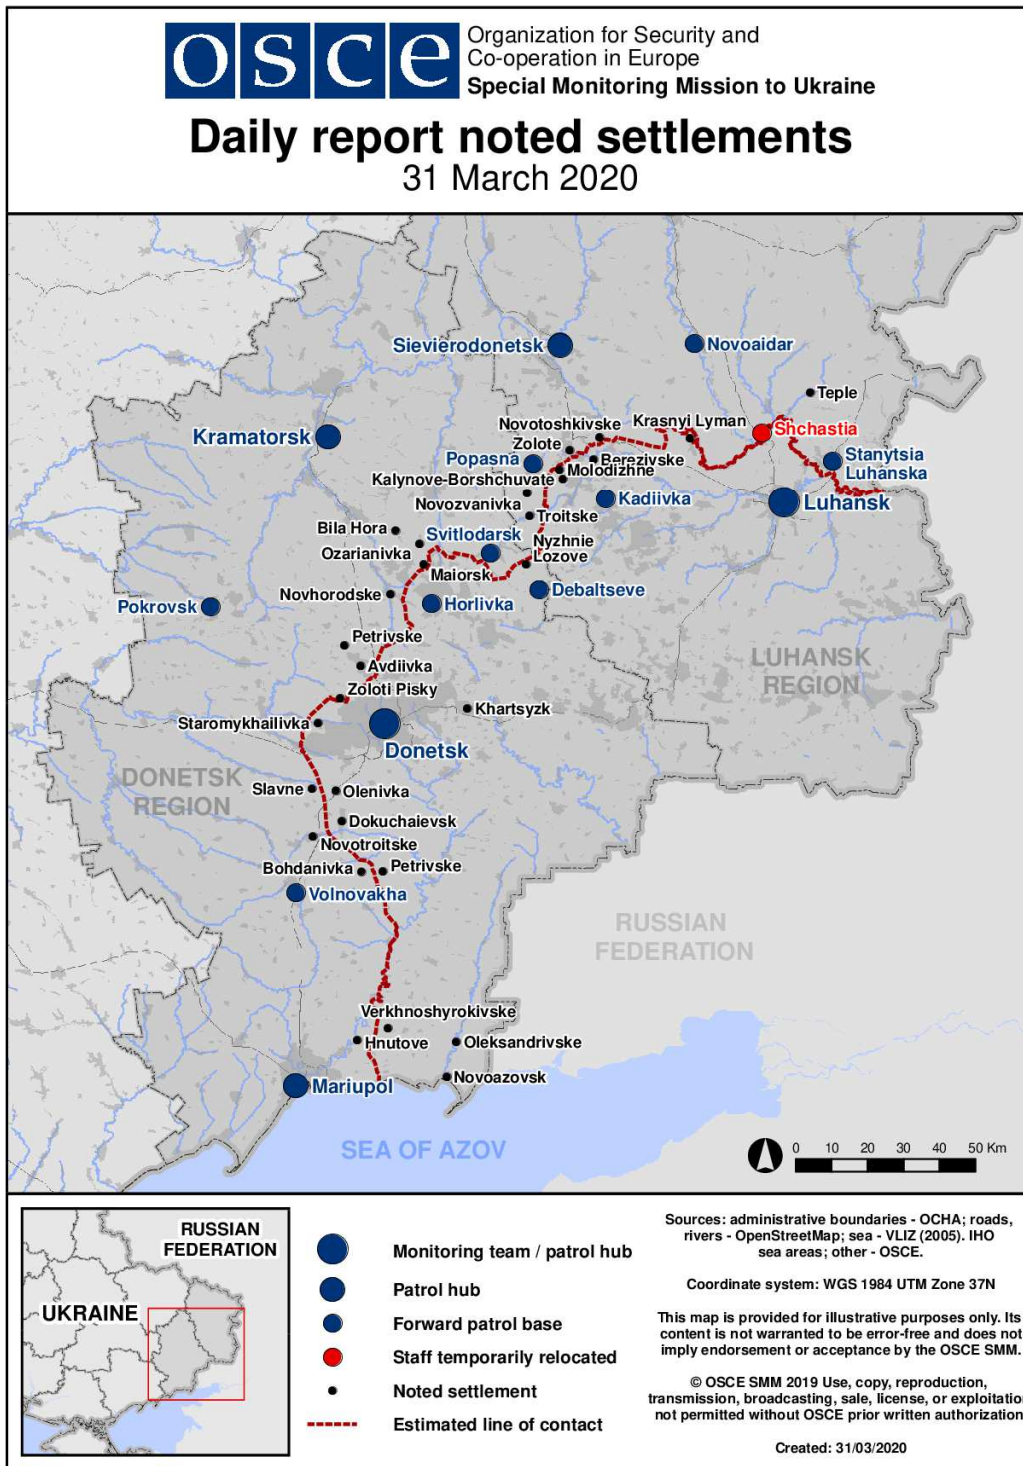 osce
Organization for Security and
Co-operation in Europe
Special Monitoring Mission to Ukraine
Daily report noted settlements
31 March 2020
Sievierodonetsk
Novoaidar
Teple
Kramatorsk
Novotoshkivske
Krasnyi Lyman
Shchastia
Zolote
Popasna
Berezivske
Molodizhne
Stanytsia
Luhanska
Kalynove-Borshchuvate
Kadiivka
Luhansk
Novozvanivka
Troitske
Bila Hora
Svitlodarsk
Nyzhnie
Lozove
Ozarianivka
Maiorsk
Debaltseve
Novhorodske
Horlivka
Pokrovsk
Petrivske
Avdiivka
LUHANSK
REGION
Zoloti Pisky
Khartsyzk
Staromykhailivka
Donetsk
DONETSK
REGION
Slavne
Olenivka
Dokuchaievsk
Novotroitske
Bohdanivka
Petrivske
Volnovakha
RUSSIAN
FEDERATION
Verkhnoshyrokivske
Hnutove
Oleksandrivske
Novoazovsk
Mariupol
SEA OF AZOV
0 10 20 30 40 50 Km
RUSSIAN
FEDERATION
UKRAINE
Monitoring team / patrol hub
Patrol hub
Forward patrol base
Staff temporarily relocated
Noted settlement
Estimated line of contact
Sources: administrative boundaries - OCHA; roads,
rivers - OpenStreetMap; sea - VLIZ (2005). IHO
sea areas; other - OSCE.
Coordinate system: WGS 1984 UTM Zone 37N
This map is provided for illustrative purposes only. Its
content is not warranted to be error-free and does not
imply endorsement or acceptance by the OSCE SMM.
© OSCE SMM 2019 Use, copy, reproduction,
transmission, broadcasting, sale, license, or exploitation
not permitted without OSCE prior written authorization
Created: 31/03/2020